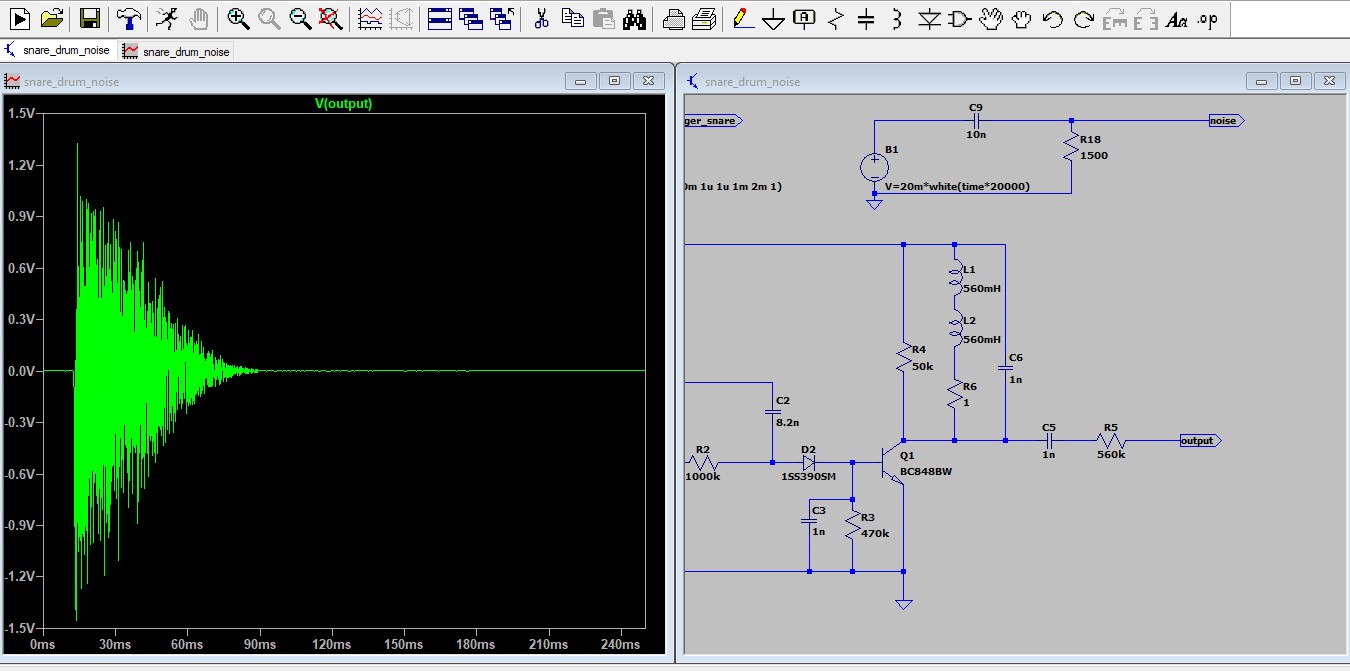 A
Aa
.op
snare_drum_noise
snare_drum_noise
snare_drum_noise
V(output)
1.5V
1.2V
0.9V
0.6V
0.3V
0.0V
-0.3V
-0.6V
-0.9V
-1.2V
-1.5V
0ms 30ms 60ms 90ms 120ms 150ms 180ms 210ms 240ms
snare_drum_noise
ger_snare
C9
10n
noise
R18
1500
B1
V=20m*white(time*20000)
0m 1u 1u 1m 2m 1)
L1
560mH
L2
560mH
R4
50k
C6
1n
R6
1
C2
8.2n
C5
1n
R5
560k
output
R2
1000k
D2
1SS390SM
Q1
BC848BW
C3
1n
R3
470k